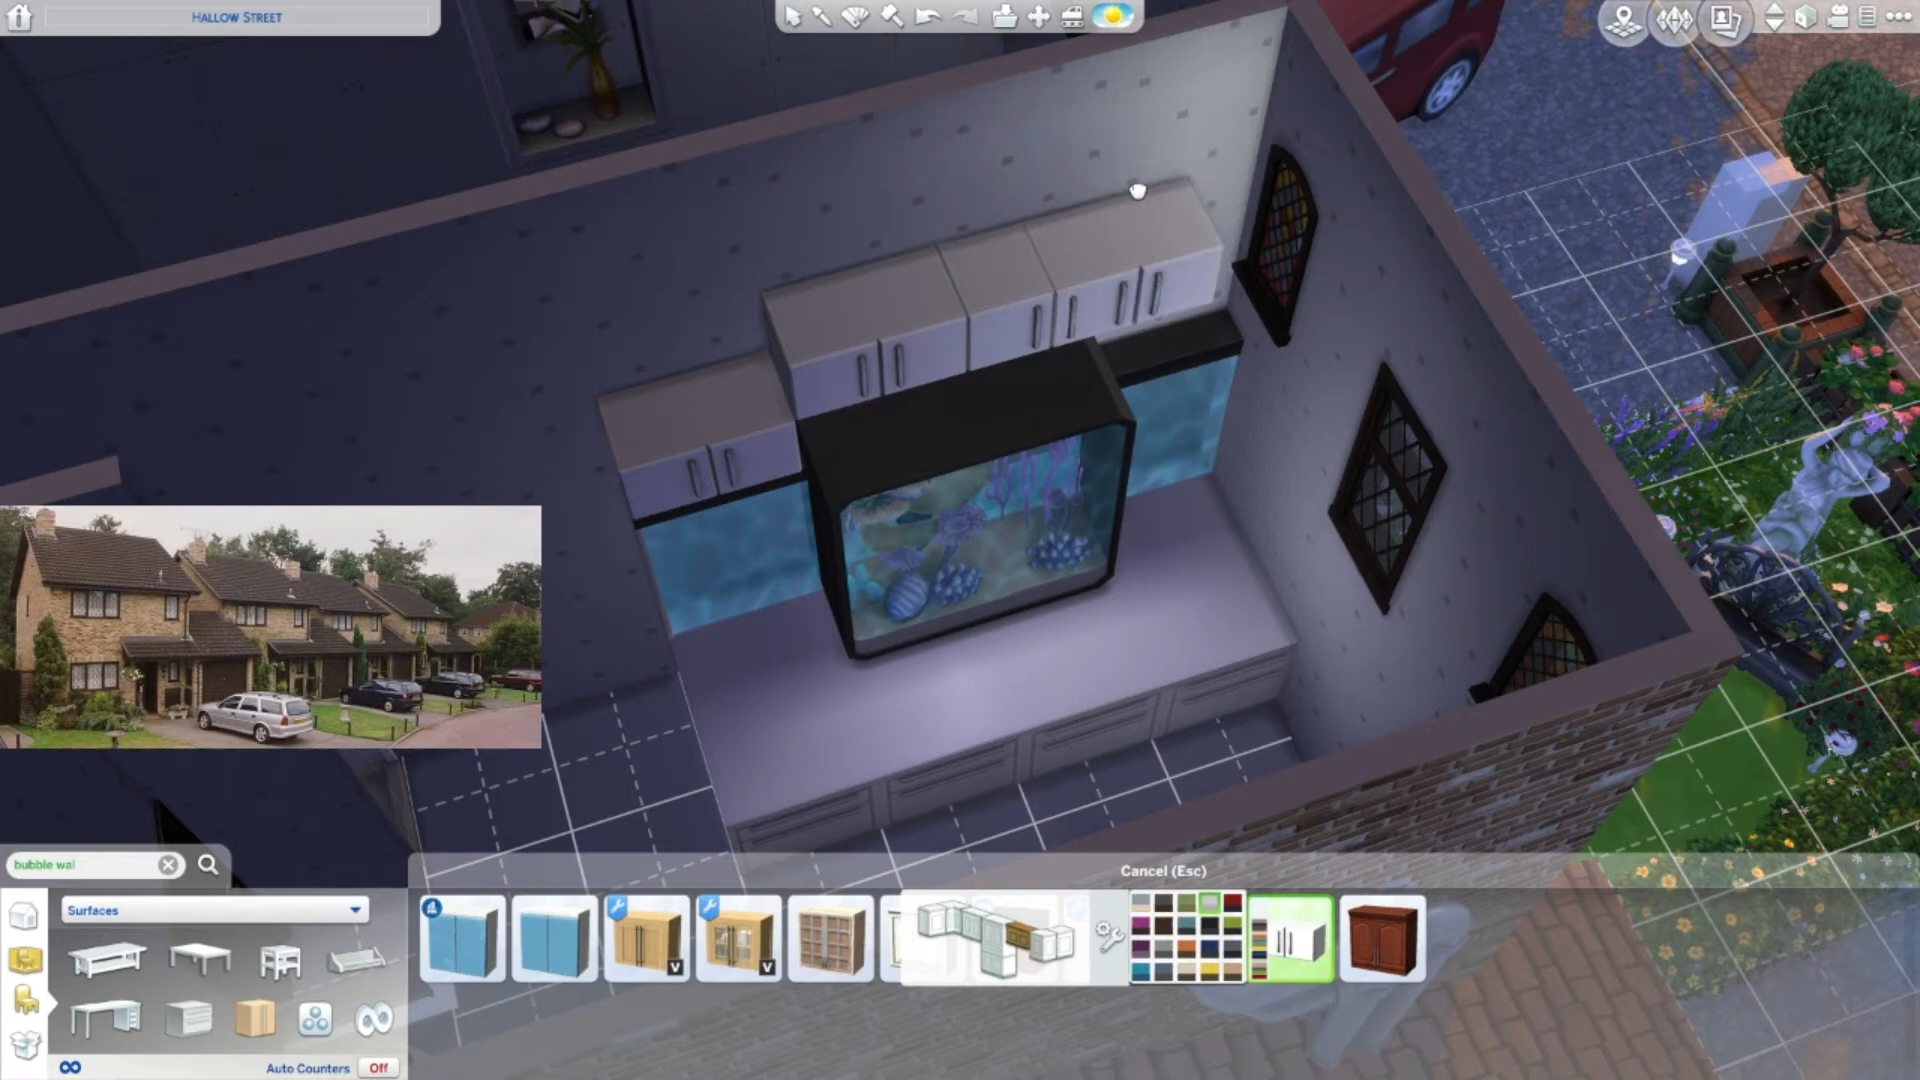 HALLOW STREET
bubble wal
Cancel (Esc)
Surfaces
V
V
Auto Counters Off